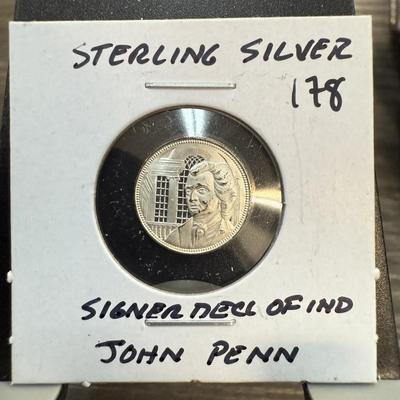 STERLING SILVER
178
SIGNER DECL OF IND
JOHN PENN